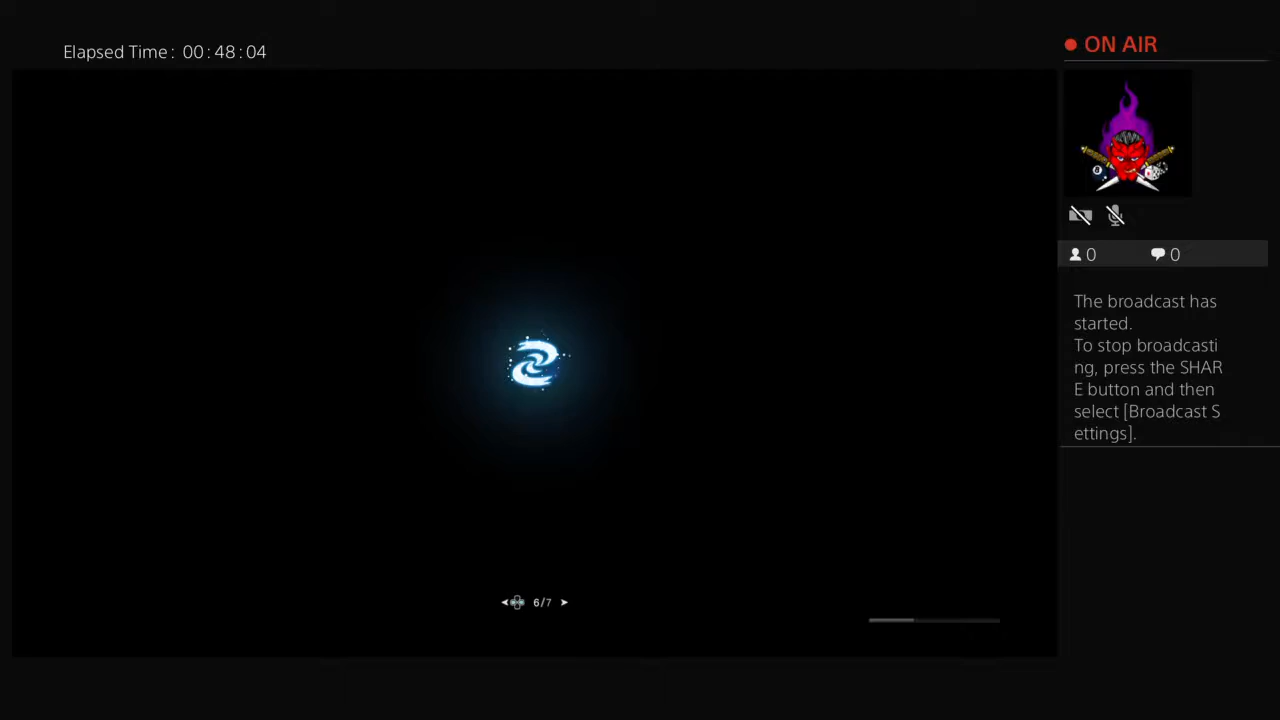 Elapsed Time: 00:48:04
ON AIR
0 0
The broadcast has
started.
To stop broadcasti
ng, press the SHAR
E button and then
select [Broadcast S
ettings].
6/7